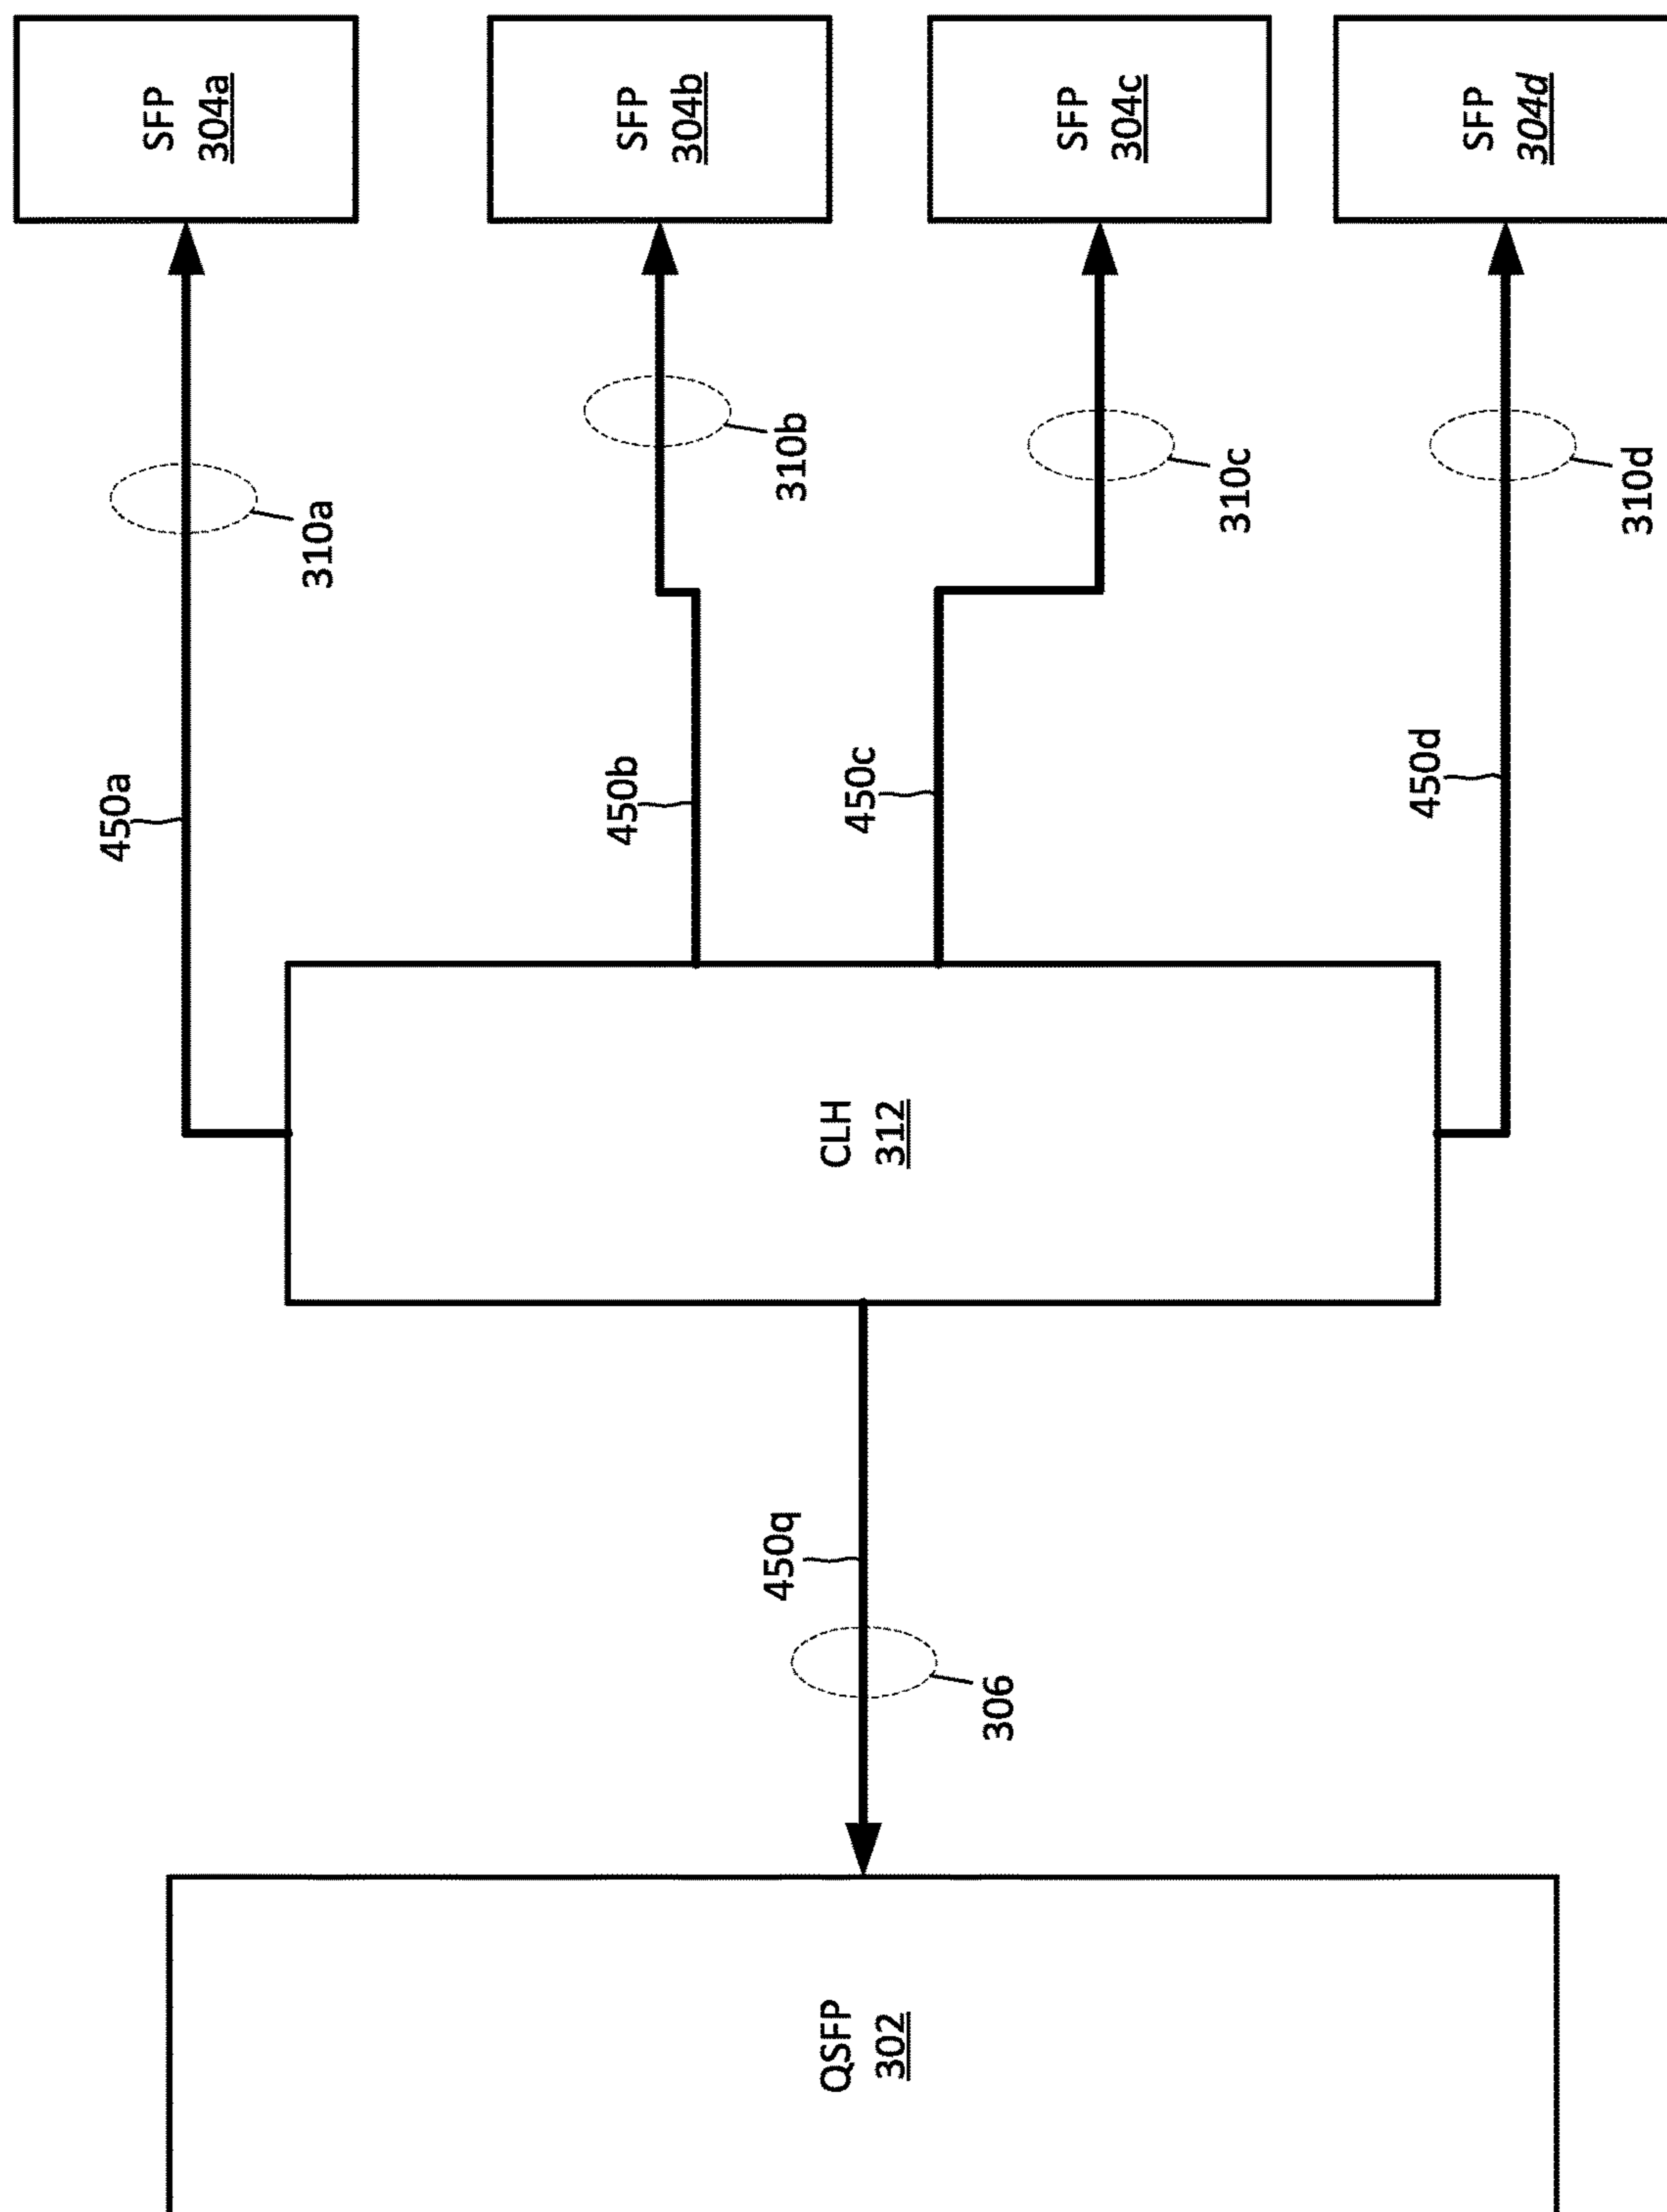 SFP
304a
SFP
304b
SFP
304c
SFP
304d
310a
310b
310c
310d
450a
450b
450c
450d
CLH
312
450q
306
QSFP
302